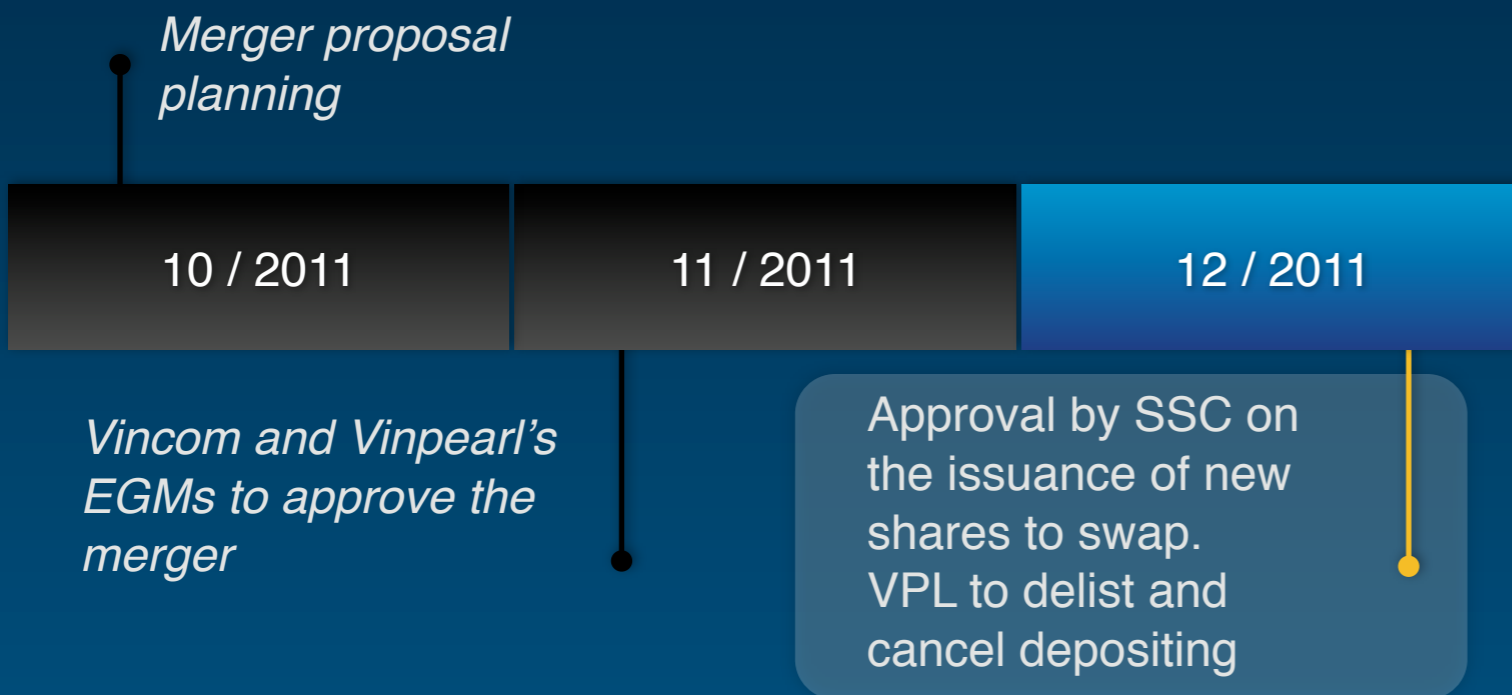 Merger proposal
planning
10 / 2011
11 / 2011
12 / 2011
Vincom and Vinpearl’s
EGMs to approve the
merger
Approval by SSC on
the issuance of new
shares to swap.
VPL to delist and
cancel depositing